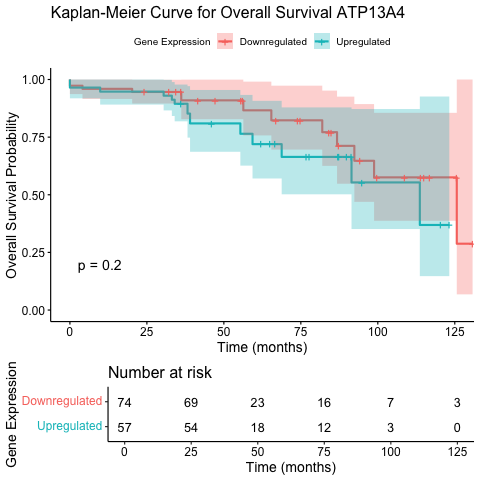 Kaplan-Meier Curve for Overall Survival ATP13A4
Gene Expression Downregulated Upregulated
Overall Survival Probability
1.00
0.75
0.50
0.25
0.00
p = 0.2
0 25 50 75 100 125
Time (months)
Number at risk
Gene Expression
Downregulated 74 69 23 16 7 3
Upregulated 57 54 18 12 3 0
0 25 50 75 100 125
Time (months)